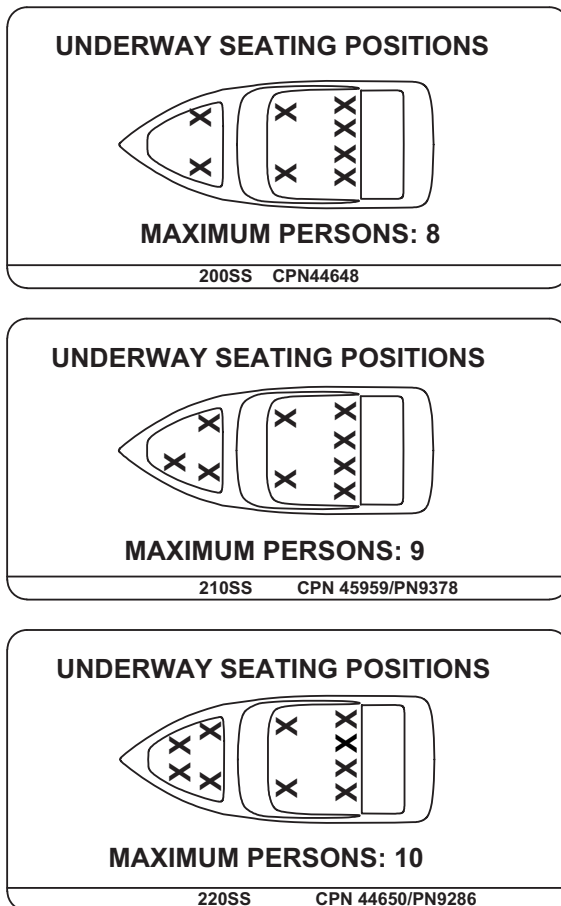 UNDERWAY SEATING POSITIONS
X X X
X
X
X X X
MAXIMUM PERSONS: 8
200SS CPN44648
UNDERWAY SEATING POSITIONS
X X X
X
X X
X X X
MAXIMUM PERSONS: 9
210SS CPN 45959/PN9378
UNDERWAY SEATING POSITIONS
X X X
X X
X X
X X X
MAXIMUM PERSONS: 10
220SS CPN 44650/PN9286